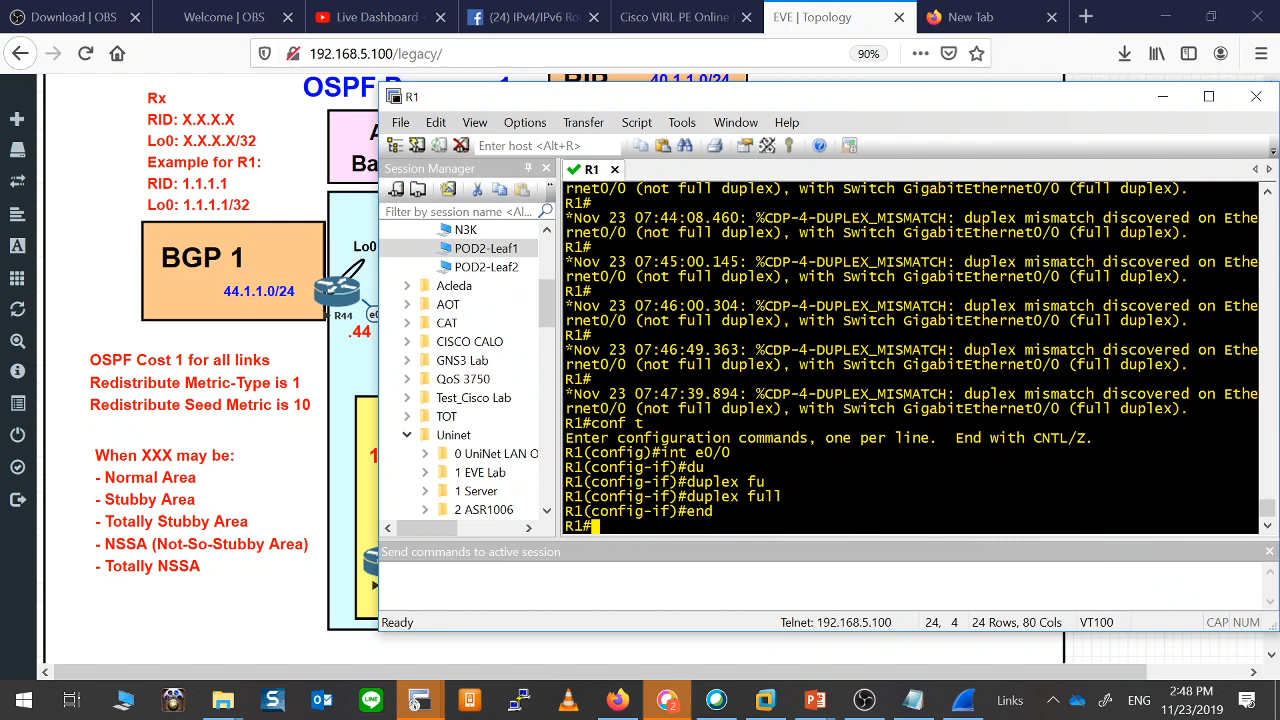 Download | OBS
Welcome | OBS
Live Dashboard -
(24) IPv4/IPv6 Ro
Cisco VIRL PE Online
EVE | Topology
New Tab
192.168.5.100/legacy/
90%
Rx
RID: X.X.X.X
Lo0: X.X.X.X/32
Example for R1:
RID: 1.1.1.1
Lo0: 1.1.1.1/32
BGP 1
44.1.1.0/24
Lo0
R44
.44
OSPF Cost 1 for all links
Redistribute Metric-Type is 1
Redistribute Seed Metric is 10
When XXX may be:
- Normal Area
- Stubby Area
- Totally Stubby Area
- NSSA (Not-So-Stubby Area)
- Totally NSSA
OSPF
40.1.1.0/24
Ba
R1
File Edit View Options Transfer Script Tools Window Help
Enter host <Alt+R>
Session Manager
Filter by session name <Al...
N3K
POD2-Leaf1
POD2-Leaf2
Acleda
AOT
CAT
CISCO CALO
GNS3 Lab
QoS 3750
Test_Cisco Lab
TOT
Uninet
0 UniNet LAN O
1 EVE Lab
1 Server
2 ASR1006
R1
rnet0/0 (not full duplex), with Switch GigabitEthernet0/0 (full duplex).
R1#
*Nov 23 07:44:08.460: %CDP-4-DUPLEX_MISMATCH: duplex mismatch discovered on Ethe
rnet0/0 (not full duplex), with Switch GigabitEthernet0/0 (full duplex).
R1#
*Nov 23 07:45:00.145: %CDP-4-DUPLEX_MISMATCH: duplex mismatch discovered on Ethe
rnet0/0 (not full duplex), with Switch GigabitEthernet0/0 (full duplex).
R1#
*Nov 23 07:46:00.304: %CDP-4-DUPLEX_MISMATCH: duplex mismatch discovered on Ethe
rnet0/0 (not full duplex), with Switch GigabitEthernet0/0 (full duplex).
R1#
*Nov 23 07:46:49.363: %CDP-4-DUPLEX_MISMATCH: duplex mismatch discovered on Ethe
rnet0/0 (not full duplex), with Switch GigabitEthernet0/0 (full duplex).
R1#
*Nov 23 07:47:39.894: %CDP-4-DUPLEX_MISMATCH: duplex mismatch discovered on Ethe
rnet0/0 (not full duplex), with Switch GigabitEthernet0/0 (full duplex).
R1#conf t
Enter configuration commands, one per line.  End with CNTL/Z.
R1(config)#int e0/0
R1(config-if)#du
R1(config-if)#duplex fu
R1(config-if)#duplex full
R1(config-if)#end
R1#
Send commands to active session
Ready
Telnet: 192.168.5.100
24, 4
24 Rows, 80 Cols
VT100
CAP NUM
Links
ENG
2:48 PM
11/23/2019